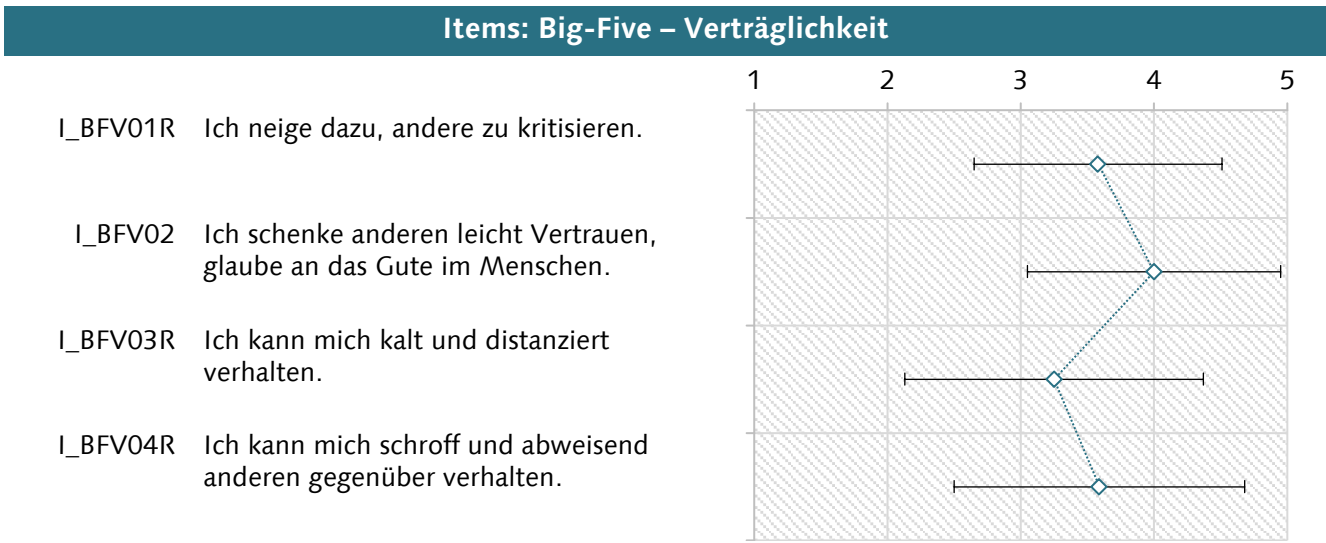 Items: Big-Five – Verträglichkeit
1 2 3 4 5
I_BFV01R Ich neige dazu, andere zu kritisieren.
I_BFV02 Ich schenke anderen leicht Vertrauen,
glaube an das Gute im Menschen.
I_BFV03R Ich kann mich kalt und distanziert
verhalten.
I_BFV04R Ich kann mich schroff und abweisend
anderen gegenüber verhalten.